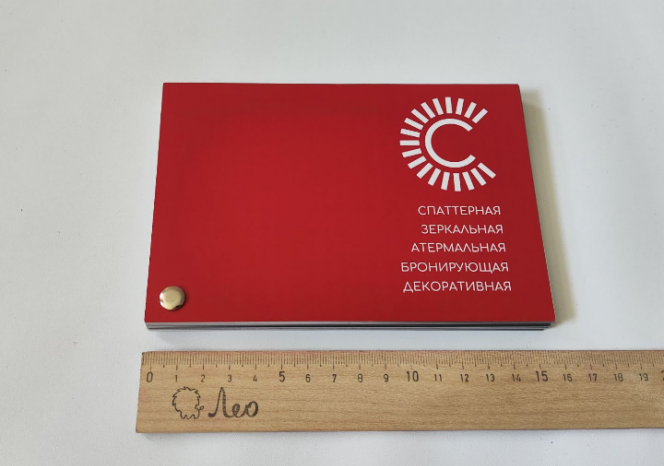 С
СПАТТЕРНАЯ
ЗЕРКАЛЬНАЯ
АТЕРМАЛЬНАЯ
БРОНИРУЮЩАЯ
ДЕКОРАТИВНАЯ
0 1 2 3 4 5 6 7 8 9 10 11 12 13 14 15 16 17 18 19
Лео